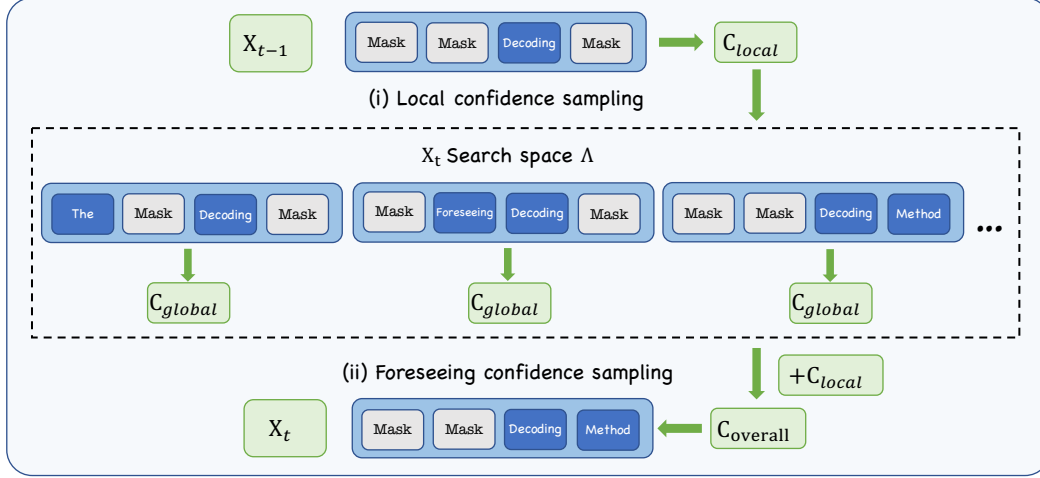 X_{t−1} Mask Mask Decoding Mask C_{local}
(i) Local confidence sampling
X_t Search space Λ
The Mask Decoding Mask Mask Foreseeing Decoding Mask Mask Mask Decoding Method ...
C_{global} C_{global} C_{global}
(ii) Foreseeing confidence sampling
+C_{local}
X_t Mask Mask Decoding Method C_{overall}